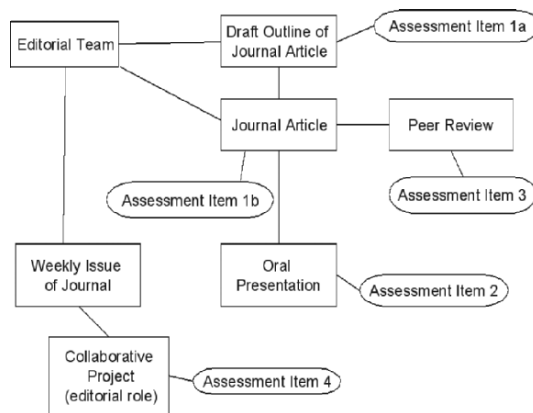 Editorial Team
Draft Outline of
Journal Article
Assessment Item 1a
Journal Article
Peer Review
Assessment Item 1b
Assessment Item 3
Weekly Issue
of Journal
Oral
Presentation
Assessment Item 2
Collaborative
Project
(editorial role)
Assessment Item 4